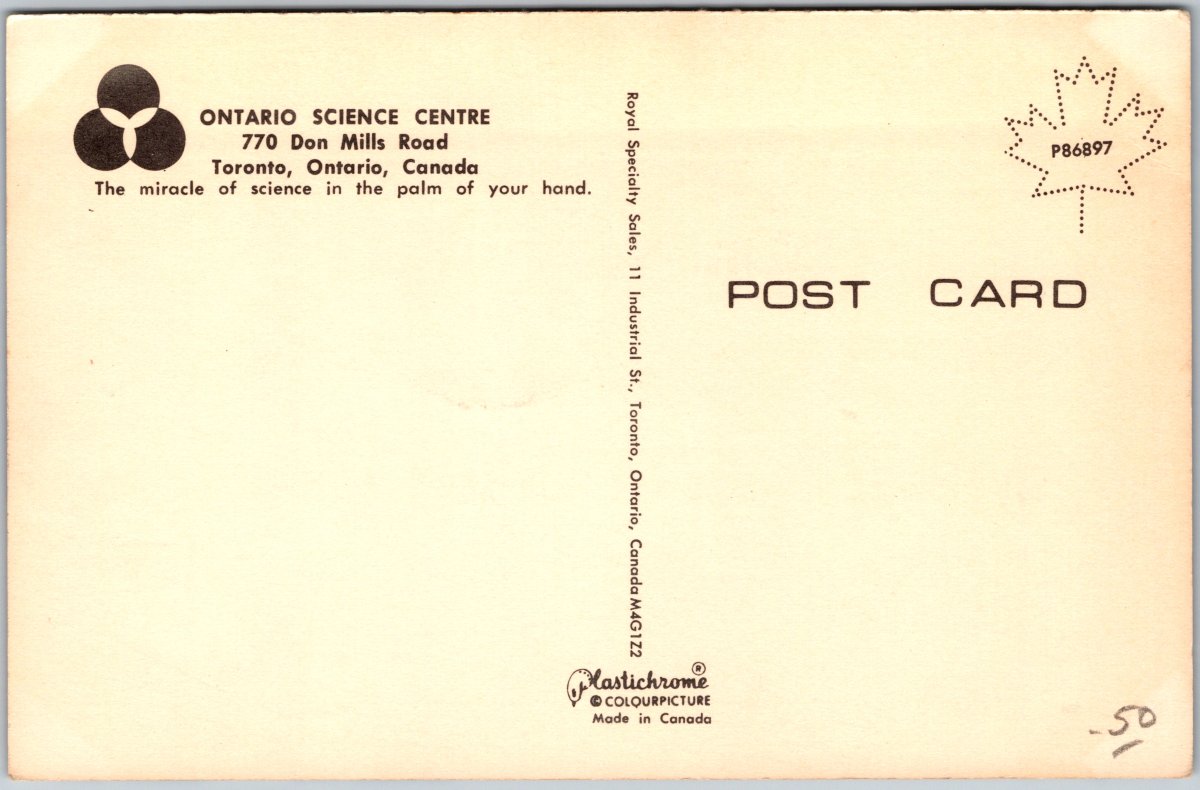 ONTARIO SCIENCE CENTRE
770 Don Mills Road
Toronto, Ontario, Canada
The miracle of science in the palm of your hand.
Royal Specialty Sales, 11 Industrial St., Toronto, Ontario, Canada M4G1Z2
Plastichrome ®
© COLOURPICTURE
Made in Canada
P86897
POST CARD
.50